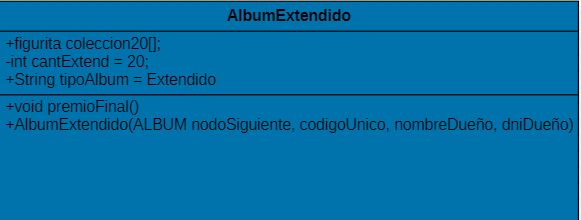 AlbumExtendido
+figurita coleccion20[];
-int cantExtend = 20;
+String tipoAlbum = Extendido
+void premioFinal()
+AlbumExtendido(ALBUM nodoSiguiente, codigoUnico, nombreDueño, dniDueño)